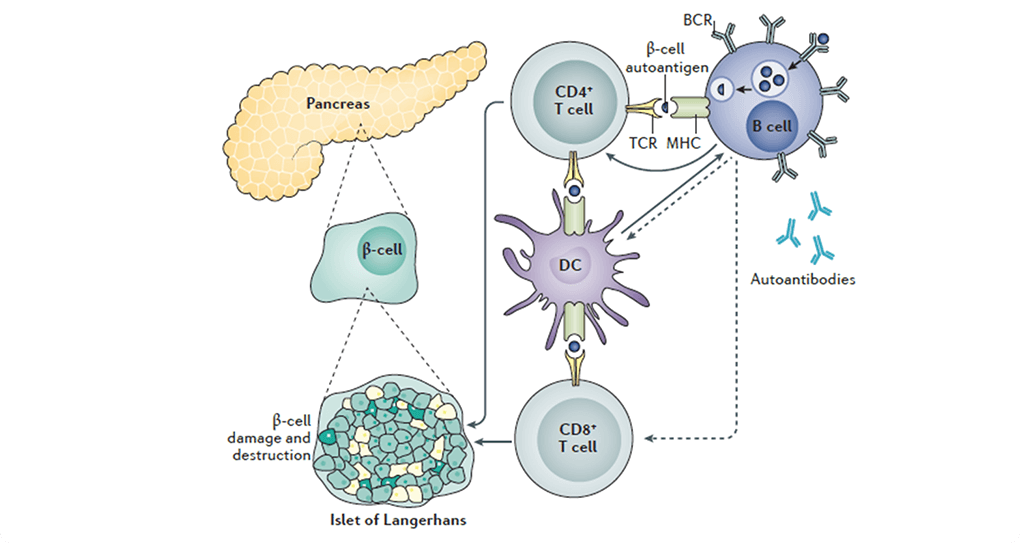 BCR
β-cell
autoantigen
CD4⁺
T cell
Pancreas
B cell
TCR MHC
β-cell
DC
Autoantibodies
β-cell
damage and
destruction
CD8⁺
T cell
Islet of Langerhans